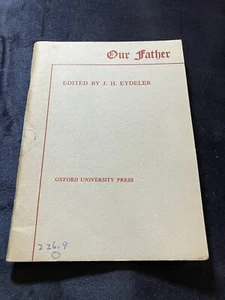 Our Father
EDITED BY J. H. EYDELER
OXFORD UNIVERSITY PRESS
226.9
O